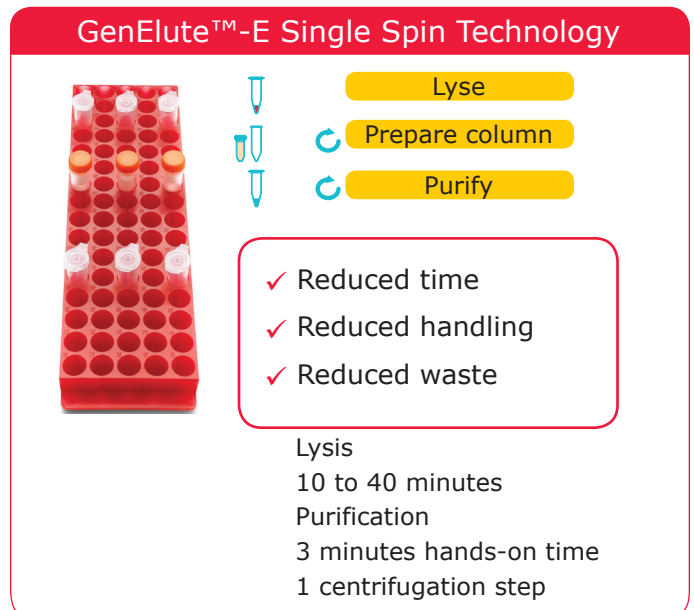 GenElute™-E Single Spin Technology
Lyse
Prepare column
Purify
✓ Reduced time
✓ Reduced handling
✓ Reduced waste
Lysis
10 to 40 minutes
Purification
3 minutes hands-on time
1 centrifugation step